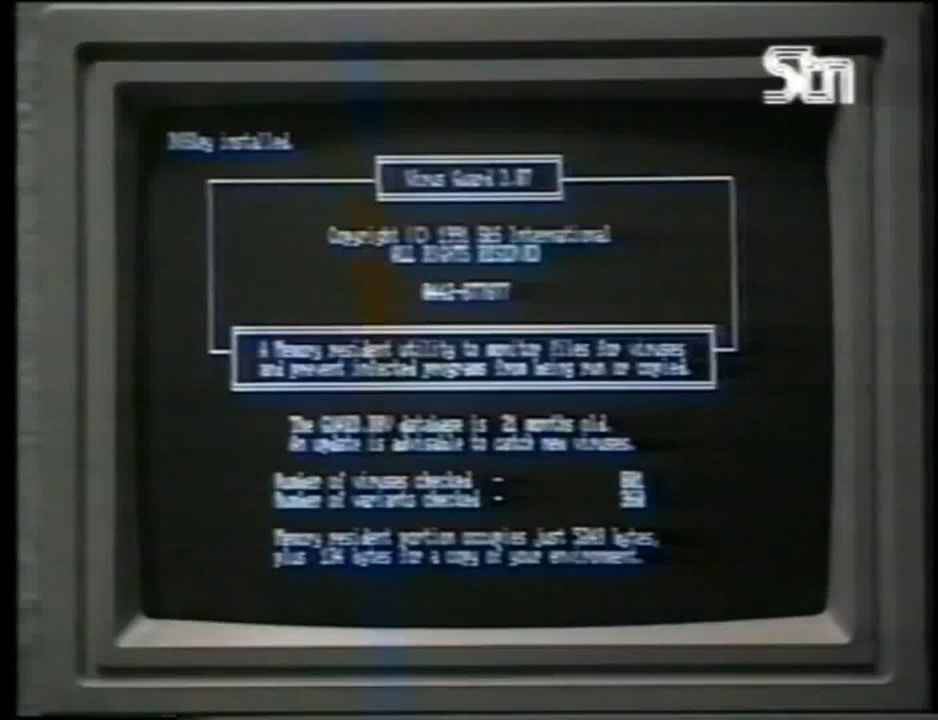 Stn
installed.
Virus Guard
Copyright (C) International
ALL RIGHTS RESERVED
A Memory resident utility to monitor files for viruses
and prevent infected programs from being run or copied.
The database is 21 months old.
An update is advisable to catch new viruses.
Number of viruses checked -
Number of variants checked -
Memory resident portion occupies just bytes,
plus bytes for a copy of your environment.